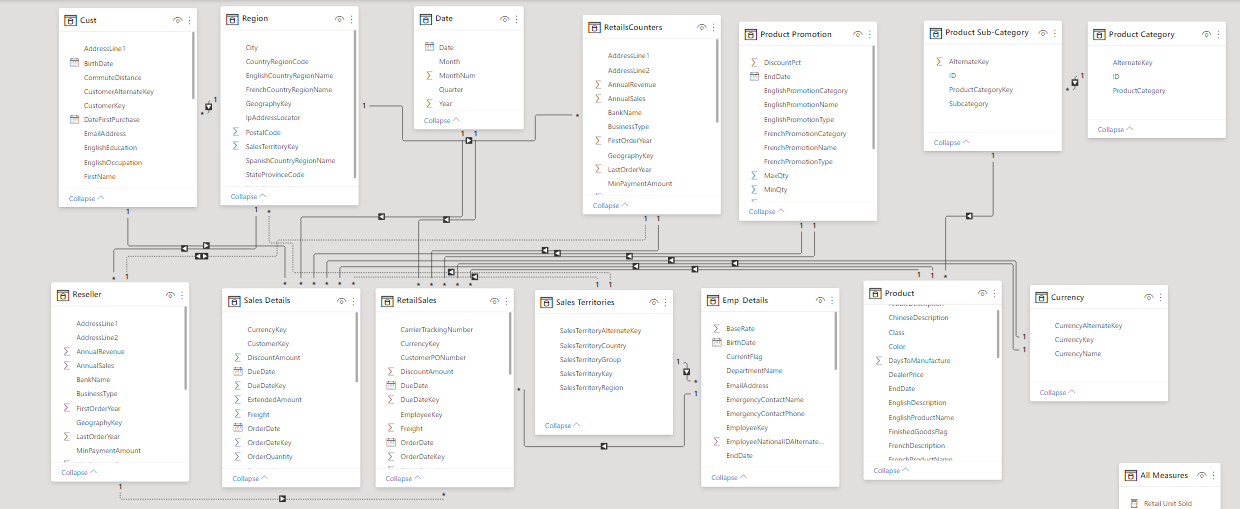 Cust
AddressLine1
BirthDate
CommuteDistance
CustomerAlternateKey
CustomerKey
DateFirstPurchase
EmailAddress
EnglishEducation
EnglishOccupation
FirstName
Collapse
Region
City
CountryRegionCode
EnglishCountryRegionName
FrenchCountryRegionName
GeographyKey
IpAddressLocator
PostalCode
SalesTerritoryKey
SpanishCountryRegionName
StateProvinceCode
Collapse
Date
Date
Month
MonthNum
Quarter
Year
Collapse
RetailsCounters
AddressLine1
AddressLine2
AnnualRevenue
AnnualSales
BankName
BusinessType
FirstOrderYear
GeographyKey
LastOrderYear
MinPaymentAmount
Collapse
Product Promotion
DiscountPct
EndDate
EnglishPromotionCategory
EnglishPromotionName
EnglishPromotionType
FrenchPromotionCategory
FrenchPromotionName
FrenchPromotionType
MaxQty
MinQty
Collapse
Product Sub-Category
AlternateKey
ID
ProductCategoryKey
Subcategory
Collapse
Product Category
AlternateKey
ID
ProductCategory
Collapse
Reseller
AddressLine1
AddressLine2
AnnualRevenue
AnnualSales
BankName
BusinessType
FirstOrderYear
GeographyKey
LastOrderYear
MinPaymentAmount
Collapse
Sales Details
CurrencyKey
CustomerKey
DiscountAmount
DueDate
DueDateKey
ExtendedAmount
Freight
OrderDate
OrderDateKey
OrderQuantity
Collapse
RetailSales
CarrierTrackingNumber
CurrencyKey
CustomerPONumber
DiscountAmount
DueDate
DueDateKey
EmployeeKey
Freight
OrderDate
OrderDateKey
Collapse
Sales Territories
SalesTerritoryAlternateKey
SalesTerritoryCountry
SalesTerritoryGroup
SalesTerritoryKey
SalesTerritoryRegion
Collapse
Emp_Details
BaseRate
BirthDate
CurrentFlag
DepartmentName
EmailAddress
EmergencyContactName
EmergencyContactPhone
EmployeeKey
EmployeeNationalIDAlternate...
EndDate
Collapse
Product
ChineseDescription
Class
Color
DaysToManufacture
DealerPrice
EndDate
EnglishDescription
EnglishProductName
FinishedGoodsFlag
FrenchDescription
FrenchProductName
Collapse
Currency
CurrencyAlternateKey
CurrencyKey
CurrencyName
Collapse
All Measures
Retail Unit Sold